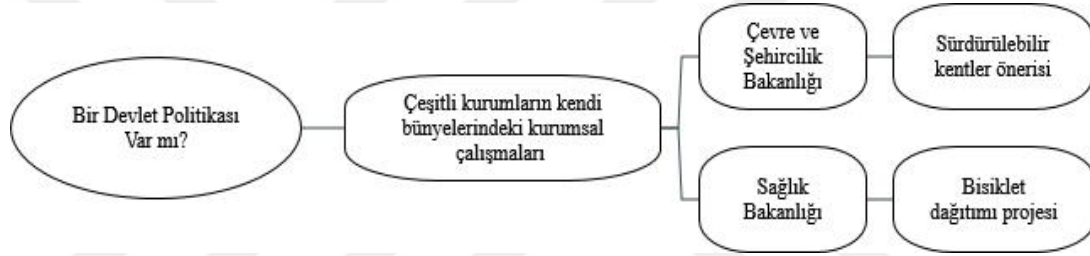 Bir Devlet Politikası
Var mı?
Çeşitli kurumların kendi
bünyelerindeki kurumsal
çalışmaları
Çevre ve
Şehircilik
Bakanlığı
Sürdürülebilir
kentler önerisi
Sağlık
Bakanlığı
Bisiklet
dağıtımı projesi